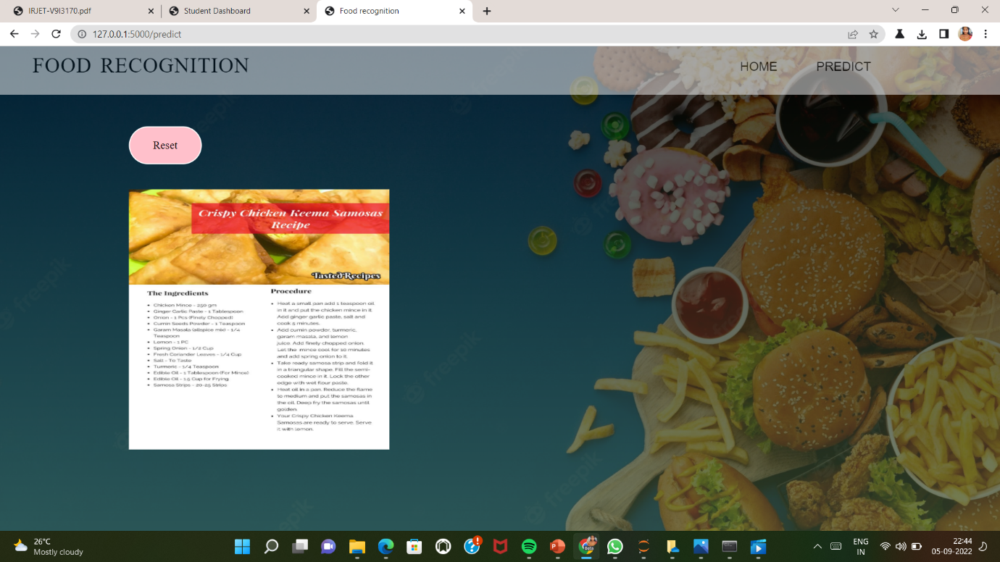 IRJET-V9I3170.pdf
Student Dashboard
Food recognition
127.0.0.1:5000/predict
FOOD RECOGNITION
HOME
PREDICT
Reset
Crispy Chicken Keema Samosas
Recipe
TastedRecipes
The Ingredients
Chicken Mince - 250 gm
Ginger Garlic Paste - 1 Tablespoon
Onion - 1 Pcs (Finely Chopped)
Cumin Seeds Powder - 1 Teaspoon
Garam Masala (allspice mix) - 1/4
Teaspoon
Lemon - 1 PC
Spring Onion - 1/2 Cup
Fresh Coriander Leaves - 1/4 Cup
Salt - To Taste
Turmeric - 1/4 Teaspoon
Edible Oil - 1 Tablespoon (For Mince)
Edible Oil - 1.5 Cup for Frying
Samosa Strips - 20-25 Strips
Procedure
Heat a small pan add 1 teaspoon oil
in it and put the chicken mince in it.
Add ginger garlic paste, salt and
cook 5 minutes.
Add cumin powder, turmeric,
garam masala, and lemon
juice. Add finely chopped onion.
Let the mince cool for 10 minutes
and add spring onion to it.
Take ready samosa strip and fold it
in a triangular shape. Fill the semi-
cooked mince in it. Lock the other
edge with wet flour paste.
Heat oil in a pan. Reduce the flame
to medium and put the samosas in
the oil. Deep fry the samosas until
golden.
Your Crispy Chicken Keema
Samosas are ready to serve. Serve
it with lemon.
freepik
freepik
freepik
freepik
freepik
26°C
Mostly cloudy
Beta
ENG
IN
22:44
05-09-2022